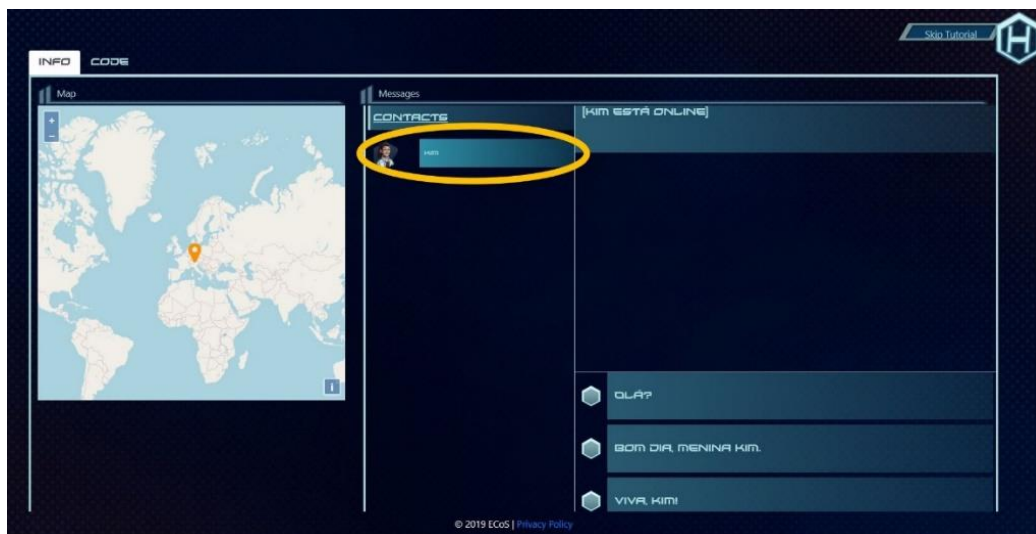 Skip Tutorial
H
INFO CODE
Map
Messages
+
-
CONTACTS
[KIM ESTÁ ONLINE]
i
OLÁ?
BOM DIA, MENINA KIM.
VIVA, KIM!
© 2019 ECoS | Privacy Policy